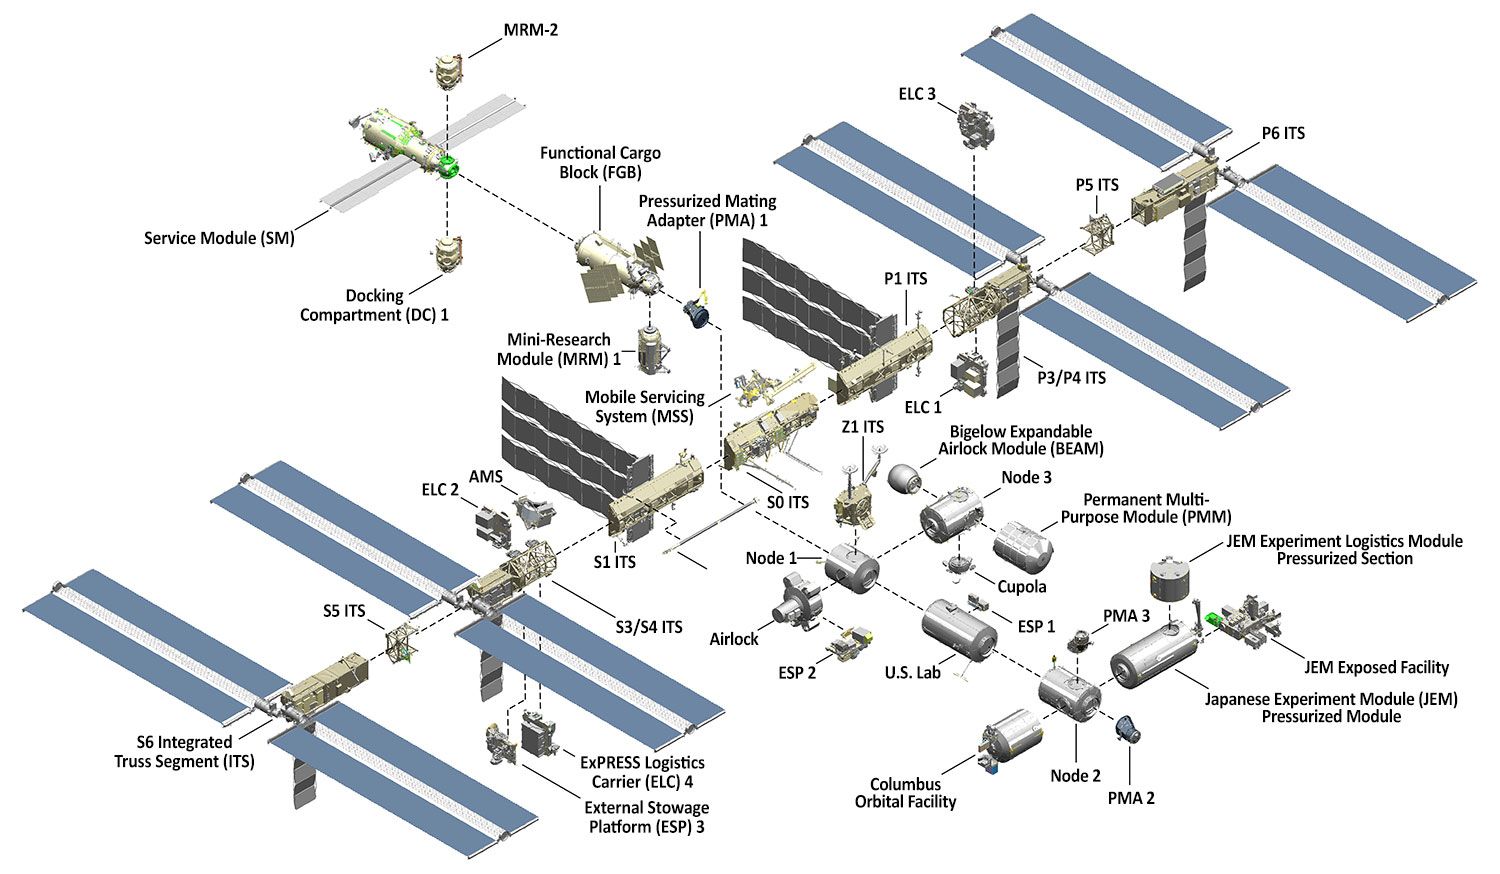 MRM-2
ELC 3
P6 ITS
Functional Cargo
Block (FGB)
P5 ITS
Pressurized Mating
Adapter (PMA) 1
Service Module (SM)
P1 ITS
Docking
Compartment (DC) 1
Mini-Research
Module (MRM) 1
P3/P4 ITS
Mobile Servicing
System (MSS)
ELC 1
Z1 ITS
Bigelow Expandable
Airlock Module (BEAM)
Node 3
AMS
ELC 2
S0 ITS
Permanent Multi-
Purpose Module (PMM)
JEM Experiment Logistics Module
Pressurized Section
S1 ITS
Node 1
Cupola
S5 ITS
S3/S4 ITS
Airlock
ESP 1
PMA 3
ESP 2
U.S. Lab
JEM Exposed Facility
Japanese Experiment Module (JEM)
Pressurized Module
S6 Integrated
Truss Segment (ITS)
ExPRESS Logistics
Carrier (ELC) 4
Columbus
Orbital Facility
Node 2
PMA 2
External Stowage
Platform (ESP) 3